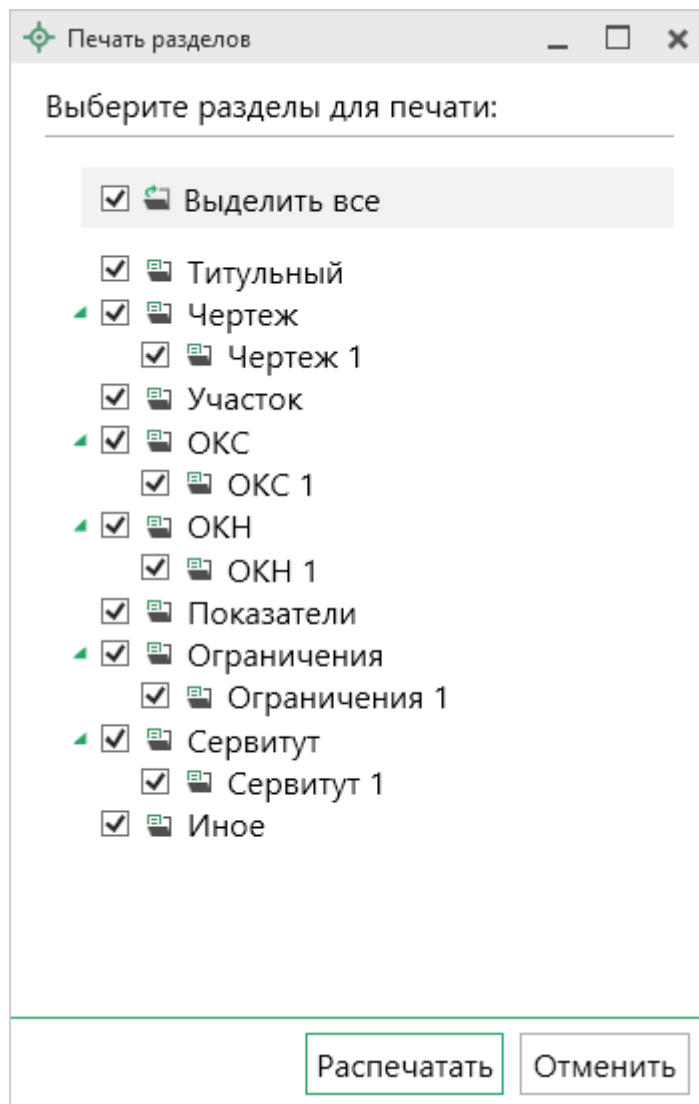 Печать разделов
Выберите разделы для печати:
Выделить все
Титульный
Чертеж
Чертеж 1
Участок
ОКС
ОКС 1
ОКН
ОКН 1
Показатели
Ограничения
Ограничения 1
Сервитут
Сервитут 1
Иное
Распечатать Отменить